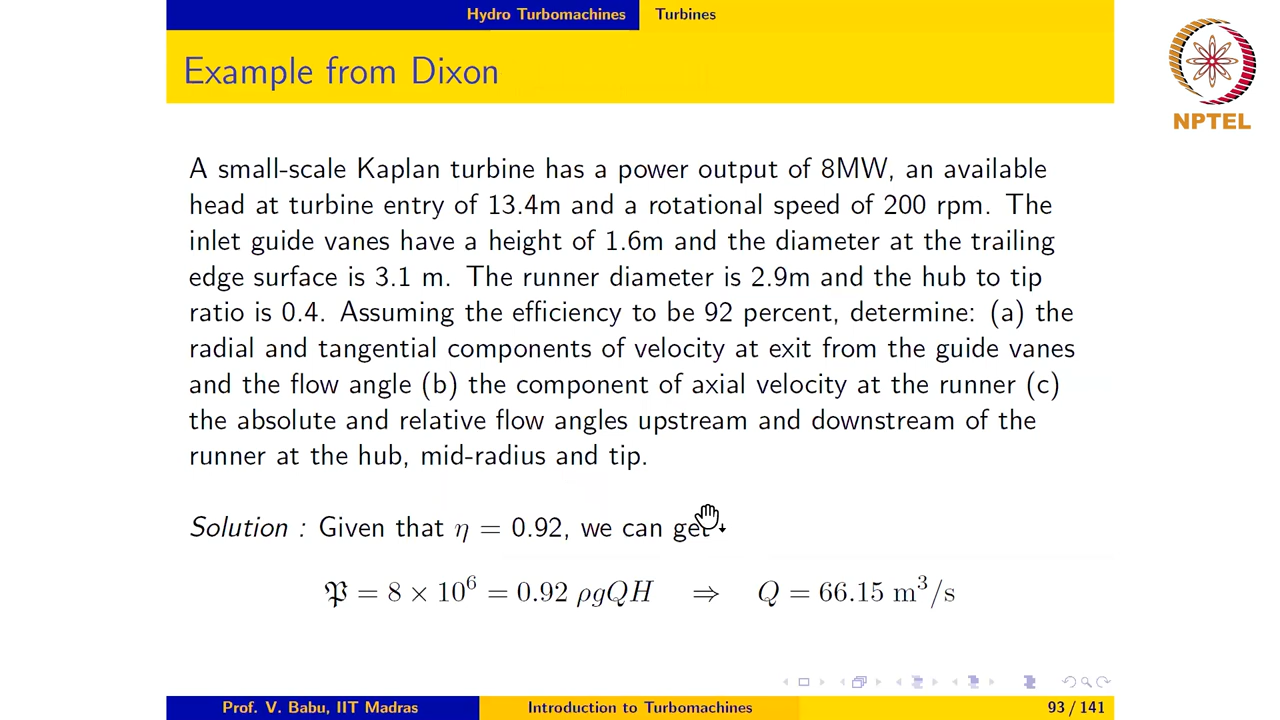 Hydro Turbomachines Turbines
Example from Dixon
NPTEL
A small-scale Kaplan turbine has a power output of 8MW, an available
head at turbine entry of 13.4m and a rotational speed of 200 rpm. The
inlet guide vanes have a height of 1.6m and the diameter at the trailing
edge surface is 3.1 m. The runner diameter is 2.9m and the hub to tip
ratio is 0.4. Assuming the efficiency to be 92 percent, determine: (a) the
radial and tangential components of velocity at exit from the guide vanes
and the flow angle (b) the component of axial velocity at the runner (c)
the absolute and relative flow angles upstream and downstream of the
runner at the hub, mid-radius and tip.
Solution : Given that η = 0.92, we can get
𝔓 = 8 × 10⁶ = 0.92 ρgQH ⇒ Q = 66.15 m³/s
Prof. V. Babu, IIT Madras Introduction to Turbomachines 93 / 141